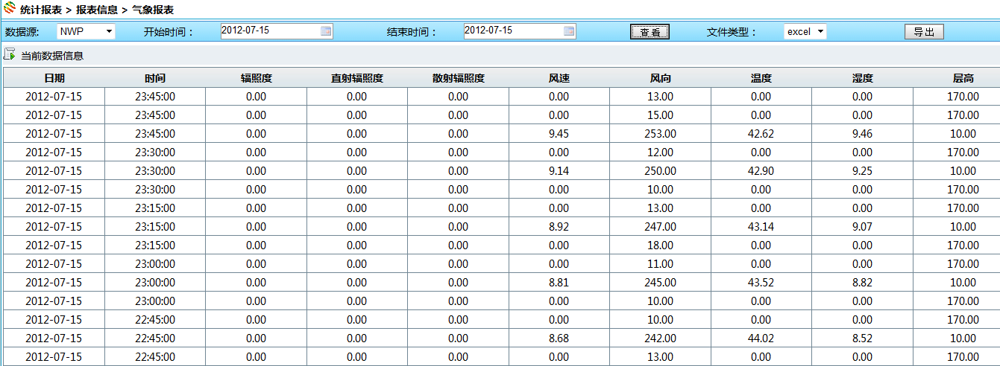 统计报表 > 报表信息 > 气象报表
数据源: NWP 开始时间： 2012-07-15 结束时间： 2012-07-15 查看 文件类型： excel 导出
当前数据信息
日期 时间 辐照度 直射辐照度 散射辐照度 风速 风向 温度 湿度 层高
2012-07-15 23:45:00 0.00 0.00 0.00 0.00 13.00 0.00 0.00 170.00
2012-07-15 23:45:00 0.00 0.00 0.00 0.00 15.00 0.00 0.00 170.00
2012-07-15 23:45:00 0.00 0.00 0.00 9.45 253.00 42.62 9.46 10.00
2012-07-15 23:30:00 0.00 0.00 0.00 0.00 12.00 0.00 0.00 170.00
2012-07-15 23:30:00 0.00 0.00 0.00 9.14 250.00 42.90 9.25 10.00
2012-07-15 23:30:00 0.00 0.00 0.00 0.00 10.00 0.00 0.00 170.00
2012-07-15 23:15:00 0.00 0.00 0.00 0.00 13.00 0.00 0.00 170.00
2012-07-15 23:15:00 0.00 0.00 0.00 8.92 247.00 43.14 9.07 10.00
2012-07-15 23:15:00 0.00 0.00 0.00 0.00 18.00 0.00 0.00 170.00
2012-07-15 23:00:00 0.00 0.00 0.00 0.00 11.00 0.00 0.00 170.00
2012-07-15 23:00:00 0.00 0.00 0.00 8.81 245.00 43.52 8.82 10.00
2012-07-15 23:00:00 0.00 0.00 0.00 0.00 10.00 0.00 0.00 170.00
2012-07-15 22:45:00 0.00 0.00 0.00 0.00 10.00 0.00 0.00 170.00
2012-07-15 22:45:00 0.00 0.00 0.00 8.68 242.00 44.02 8.52 10.00
2012-07-15 22:45:00 0.00 0.00 0.00 0.00 13.00 0.00 0.00 170.00